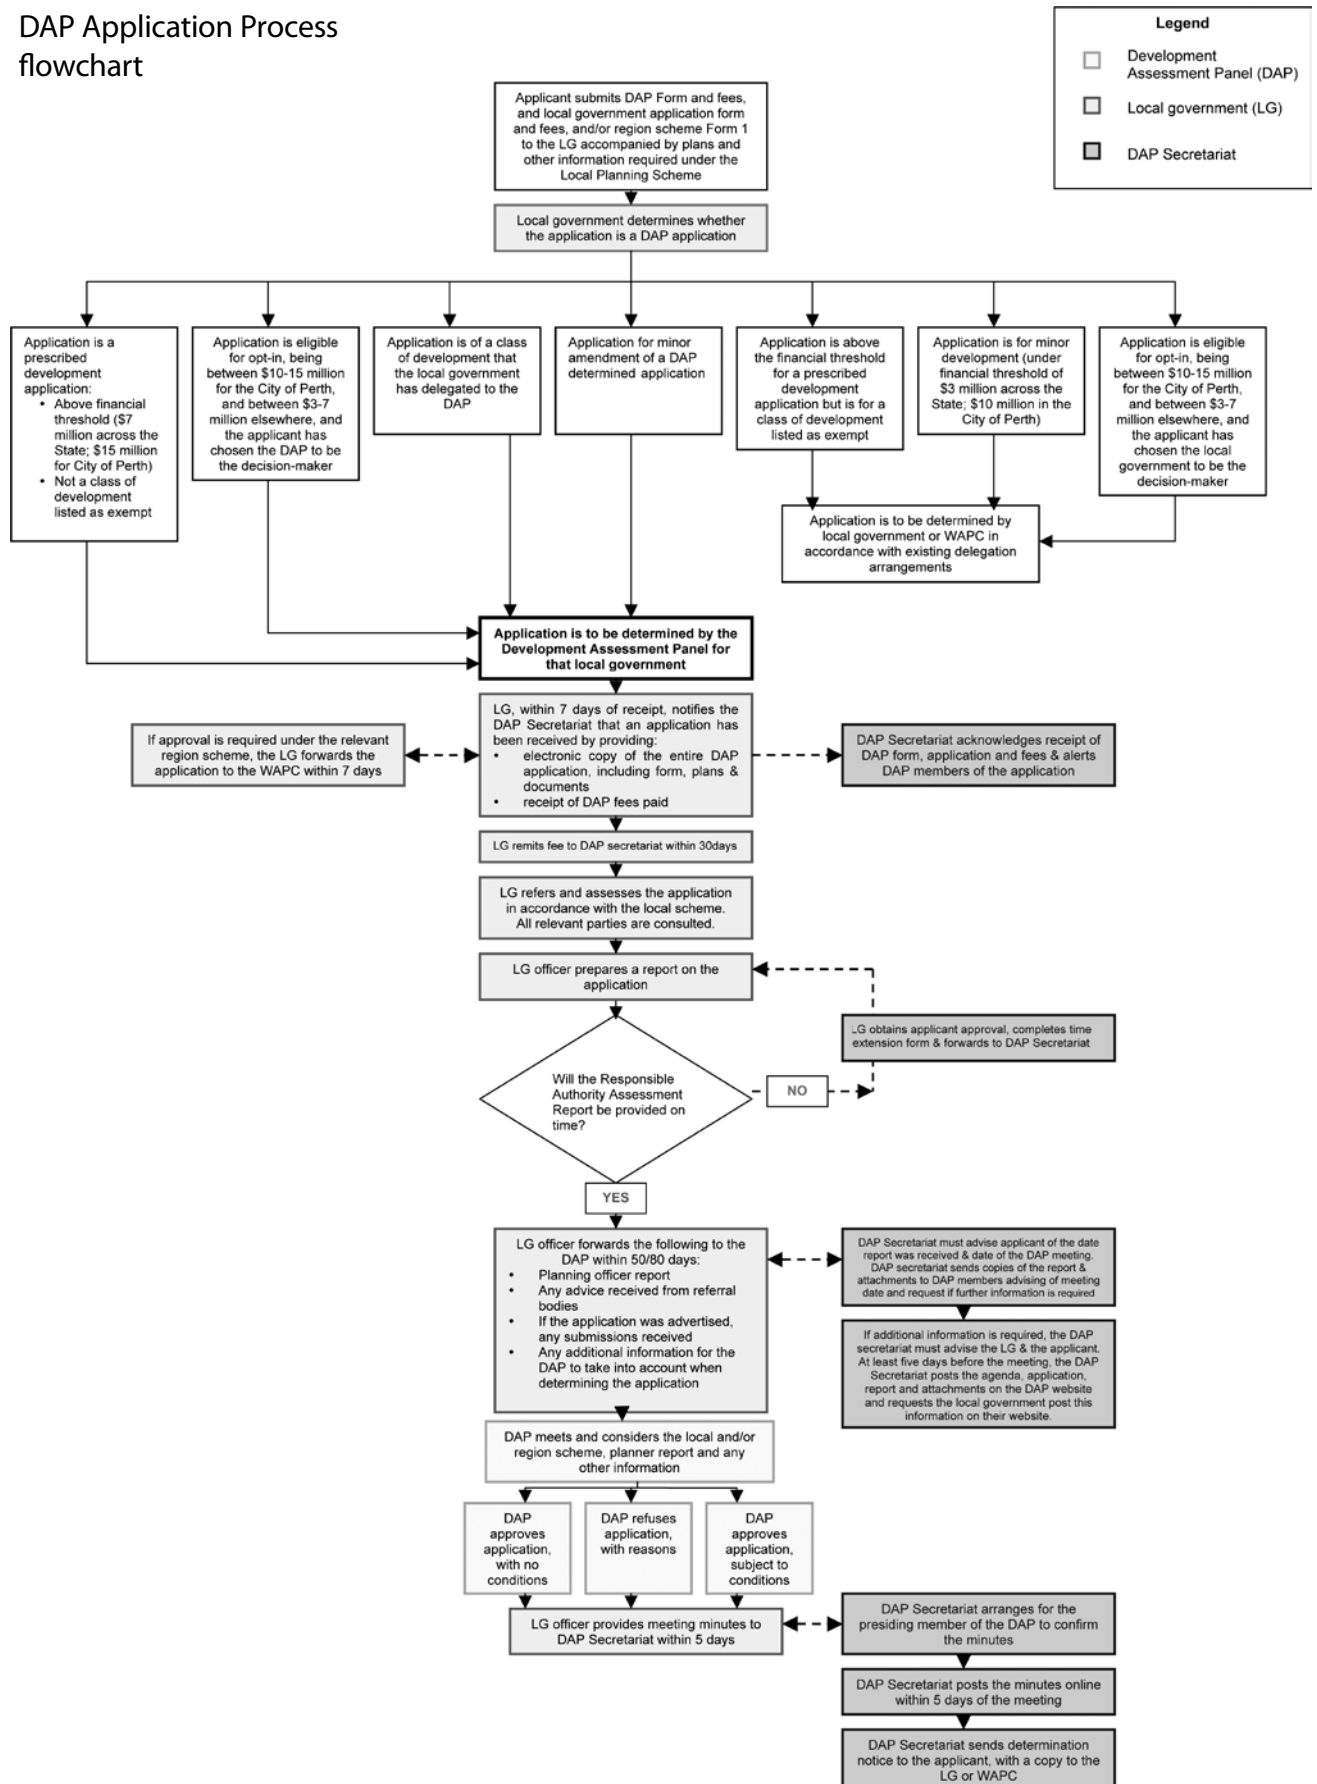 DAP Application Process
flowchart
Legend
Development
Assessment Panel (DAP)
Local government (LG)
DAP Secretariat
Applicant submits DAP Form and fees,
and local government application form
and fees, and/or region scheme Form 1
to the LG accompanied by plans and
other information required under the
Local Planning Scheme
Local government determines whether
the application is a DAP application
Application is a
prescribed
development
application:
• Above financial
threshold ($7
million across the
State; $15 million
for City of Perth)
• Not a class of
development
listed as exempt
Application is eligible
for opt-in, being
between $10-15 million
for the City of Perth,
and between $3-7
million elsewhere, and
the applicant has
chosen the DAP to be
the decision-maker
Application is of a class
of development that
the local government
has delegated to the
DAP
Application for minor
amendment of a DAP
determined application
Application is above
the financial threshold
for a prescribed
development
application but is for a
class of development
listed as exempt
Application is for minor
development (under
financial threshold of
$3 million across the
State; $10 million in the
City of Perth)
Application is eligible
for opt-in, being
between $10-15 million
for the City of Perth,
and between $3-7
million elsewhere, and
the applicant has
chosen the local
government to be the
decision-maker
Application is to be determined by
local government or WAPC in
accordance with existing delegation
arrangements
Application is to be determined by the
Development Assessment Panel for
that local government
If approval is required under the relevant
region scheme, the LG forwards the
application to the WAPC within 7 days
LG, within 7 days of receipt, notifies the
DAP Secretariat that an application has
been received by providing:
• electronic copy of the entire DAP
application, including form, plans &
documents
• receipt of DAP fees paid
DAP Secretariat acknowledges receipt of
DAP form, application and fees & alerts
DAP members of the application
LG remits fee to DAP secretariat within 30days
LG refers and assesses the application
in accordance with the local scheme.
All relevant parties are consulted.
LG officer prepares a report on the
application
LG obtains applicant approval, completes time
extension form & forwards to DAP Secretariat
Will the Responsible
Authority Assessment
Report be provided on
time?
NO
YES
LG officer forwards the following to the
DAP within 50/80 days:
• Planning officer report
• Any advice received from referral
bodies
• If the application was advertised,
any submissions received
• Any additional information for the
DAP to take into account when
determining the application
DAP Secretariat must advise applicant of the date
report was received & date of the DAP meeting.
DAP secretariat sends copies of the report &
attachments to DAP members advising of meeting
date and request if further information is required
If additional information is required, the DAP
secretariat must advise the LG & the applicant.
At least five days before the meeting, the DAP
Secretariat posts the agenda, application,
report and attachments on the DAP website
and requests the local government post this
information on their website.
DAP meets and considers the local and/or
region scheme, planner report and any
other information
DAP
approves
application,
with no
conditions
DAP refuses
application,
with reasons
DAP
approves
application,
subject to
conditions
LG officer provides meeting minutes to
DAP Secretariat within 5 days
DAP Secretariat arranges for the
presiding member of the DAP to confirm
the minutes
DAP Secretariat posts the minutes online
within 5 days of the meeting
DAP Secretariat sends determination
notice to the applicant, with a copy to the
LG or WAPC